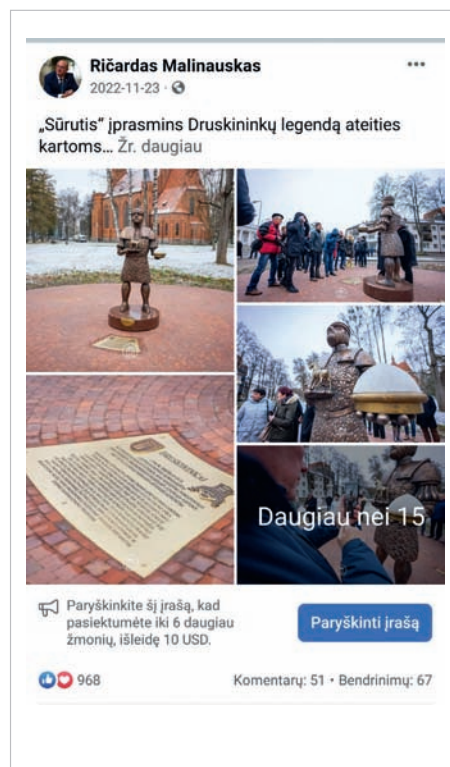 Ričardas Malinauskas
2022-11-23
„Sūrutis“ įprasmins Druskininkų legendą ateities
kartoms... Žr. daugiau
DRUSKININKAI
Daugiau nei 15
Paryškinkite šį įrašą, kad
pasiektumėte iki 6 daugiau
žmonių, išleidę 10 USD.
Paryškinti įrašą
968
Komentarų: 51 • Bendrinimų: 67